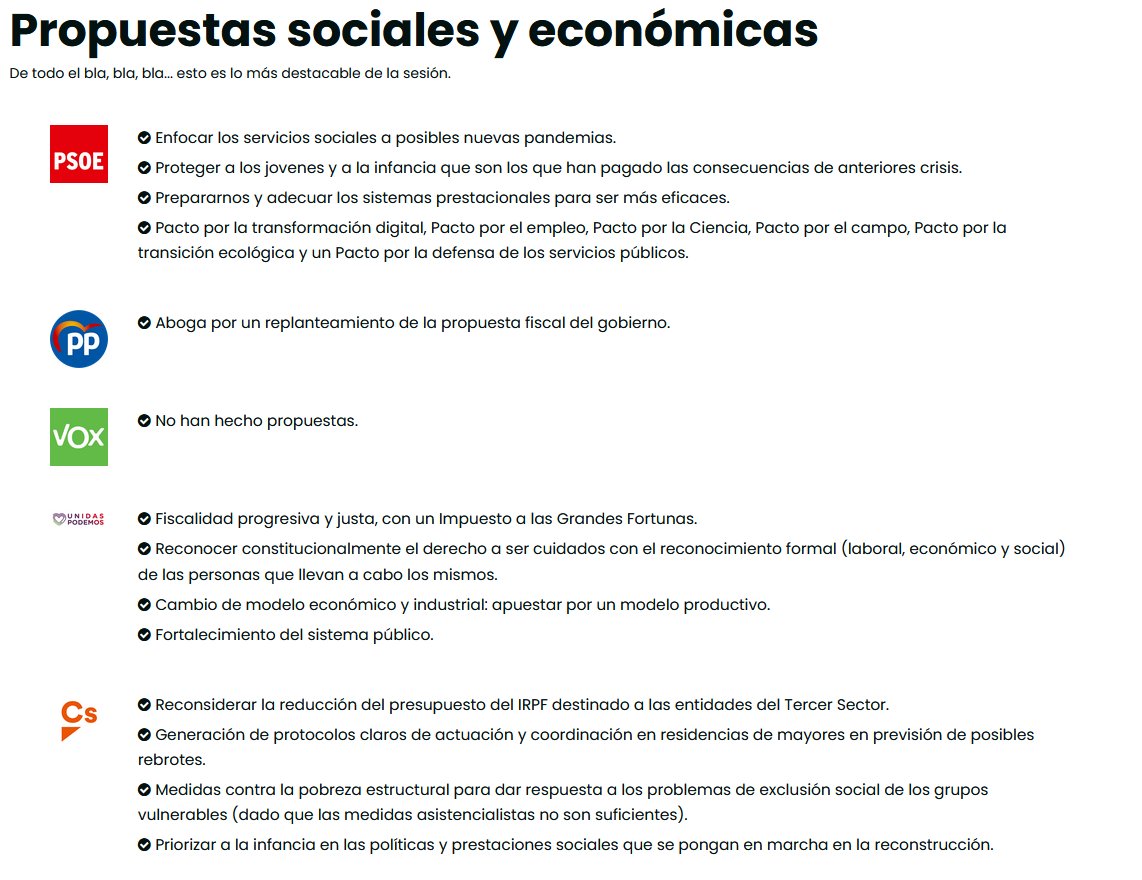 Propuestas sociales y económicas
De todo el bla, bla, bla... esto es lo más destacable de la sesión.
PSOE
Enfocar los servicios sociales a posibles nuevas pandemias.
Proteger a los jovenes y a la infancia que son los que han pagado las consecuencias de anteriores crisis.
Prepararnos y adecuar los sistemas prestacionales para ser más eficaces.
Pacto por la transformación digital, Pacto por el empleo, Pacto por la Ciencia, Pacto por el campo, Pacto por la
transición ecológica y un Pacto por la defensa de los servicios públicos.
pp
Aboga por un replanteamiento de la propuesta fiscal del gobierno.
VOX
No han hecho propuestas.
UNIDAS
PODEMOS
Fiscalidad progresiva y justa, con un Impuesto a las Grandes Fortunas.
Reconocer constitucionalmente el derecho a ser cuidados con el reconocimiento formal (laboral, económico y social)
de las personas que llevan a cabo los mismos.
Cambio de modelo económico y industrial: apuestar por un modelo productivo.
Fortalecimiento del sistema público.
Cs
Reconsiderar la reducción del presupuesto del IRPF destinado a las entidades del Tercer Sector.
Generación de protocolos claros de actuación y coordinación en residencias de mayores en previsión de posibles
rebrotes.
Medidas contra la pobreza estructural para dar respuesta a los problemas de exclusión social de los grupos
vulnerables (dado que las medidas asistencialistas no son suficientes).
Priorizar a la infancia en las políticas y prestaciones sociales que se pongan en marcha en la reconstrucción.